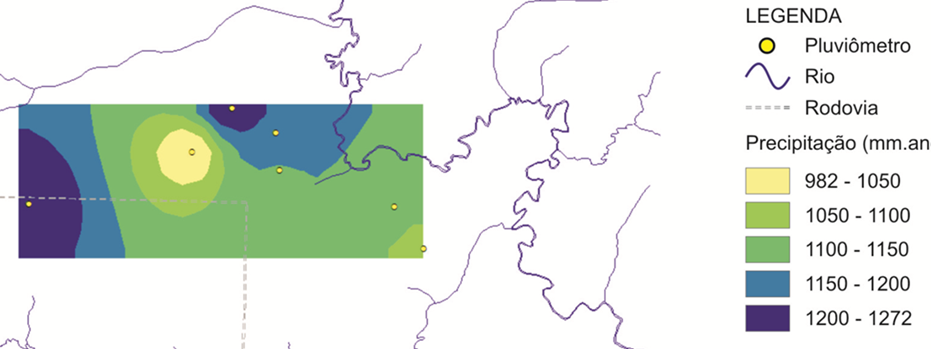 LEGENDA
Pluviômetro
Rio
Rodovia
Precipitação (mm.an
982 - 1050
1050 - 1100
1100 - 1150
1150 - 1200
1200 - 1272